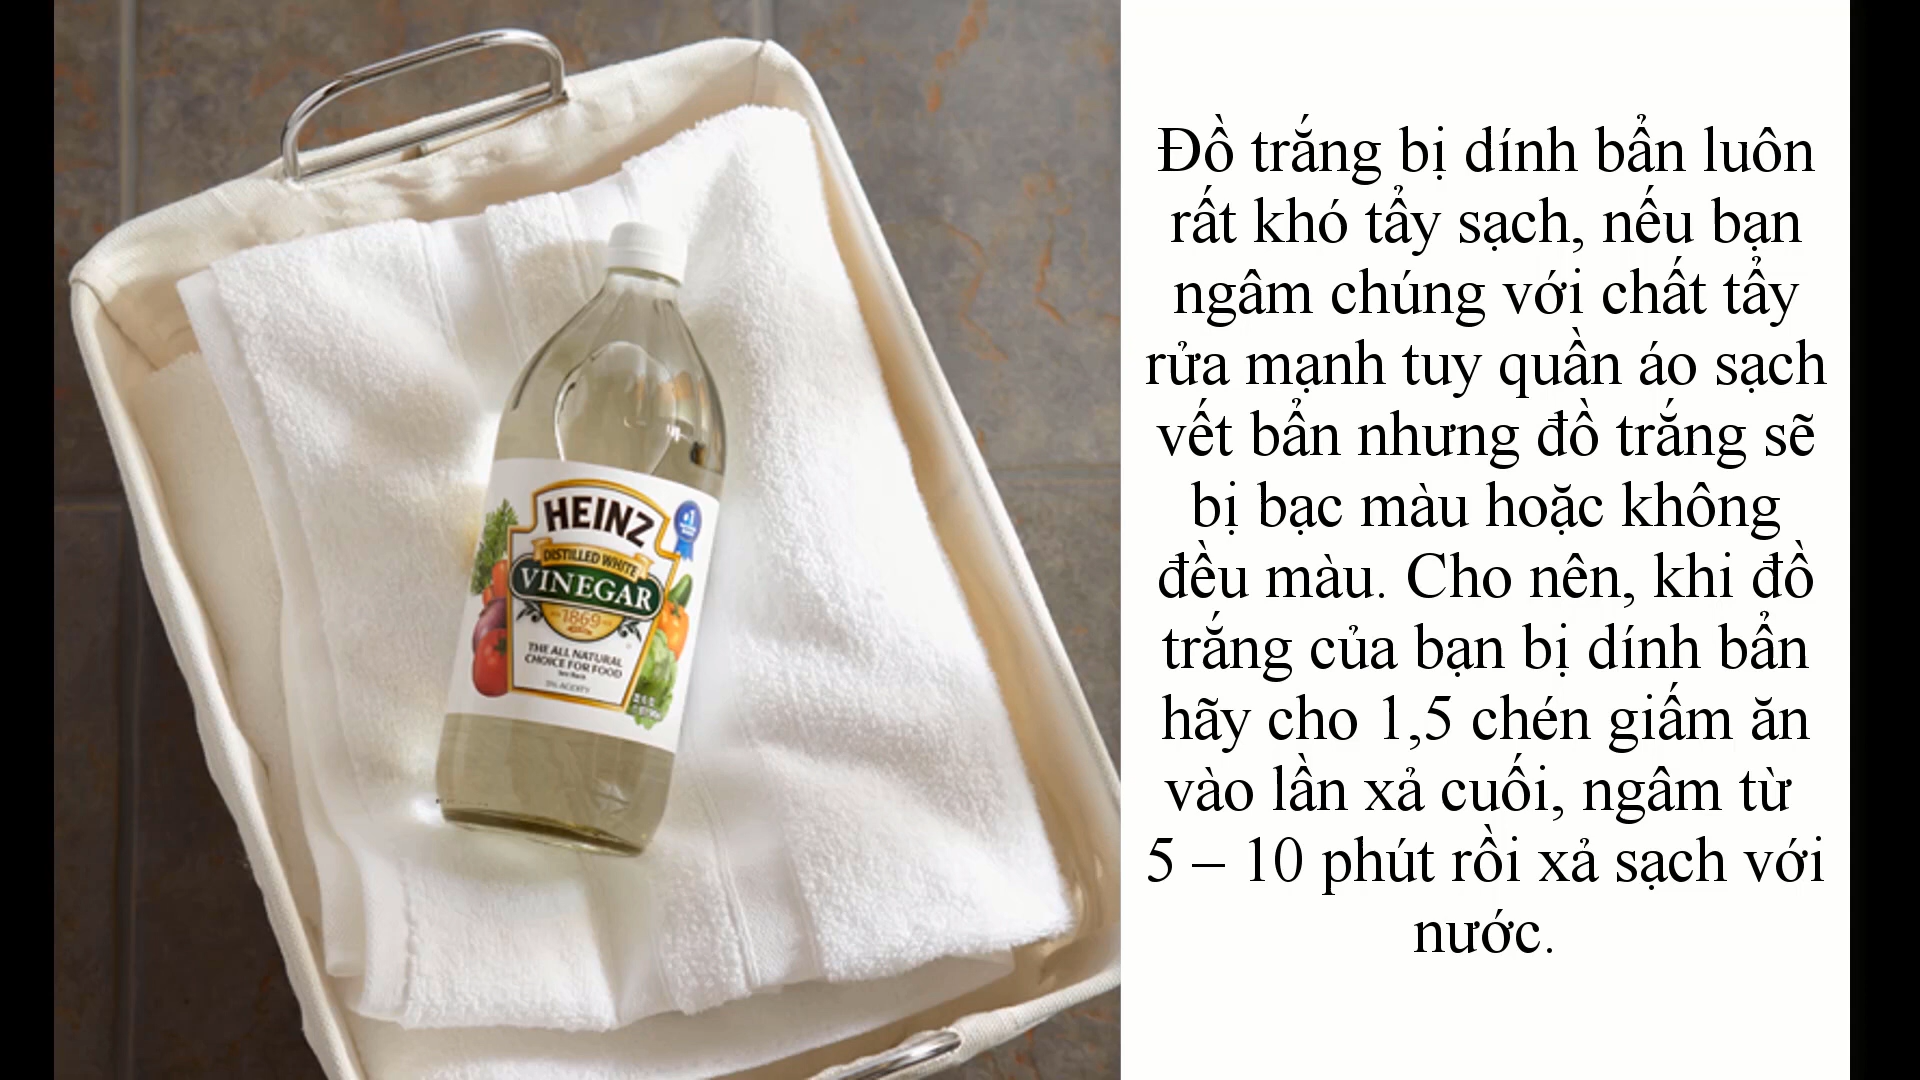 HEINZ
DISTILLED WHITE
VINEGAR
1869
THE ALL NATURAL
CHOICE FOR FOOD
5% ACIDITY
Đồ trắng bị dính bẩn luôn
rất khó tẩy sạch, nếu bạn
ngâm chúng với chất tẩy
rửa mạnh tuy quần áo sạch
vết bẩn nhưng đồ trắng sẽ
bị bạc màu hoặc không
đều màu. Cho nên, khi đồ
trắng của bạn bị dính bẩn
hãy cho 1,5 chén giấm ăn
vào lần xả cuối, ngâm từ
5 – 10 phút rồi xả sạch với
nước.